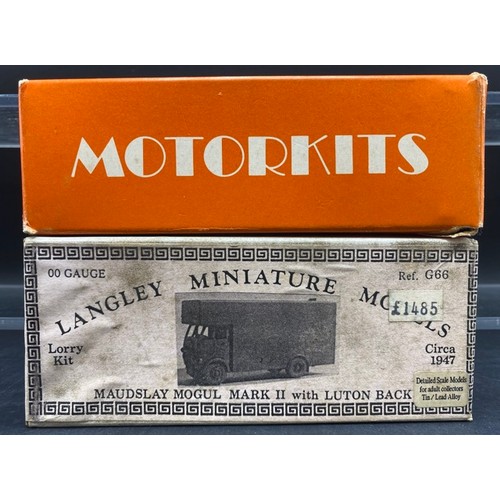 MOTORKITS
00 GAUGE
Ref. G66
LANGLEY MINIATURE MODELS
£1485
Lorry
Kit
Circa
1947
MAUDSLAY MOGUL MARK II with LUTON BACK
Detailed Scale Models
for adult collectors
Tin / Lead Alloy